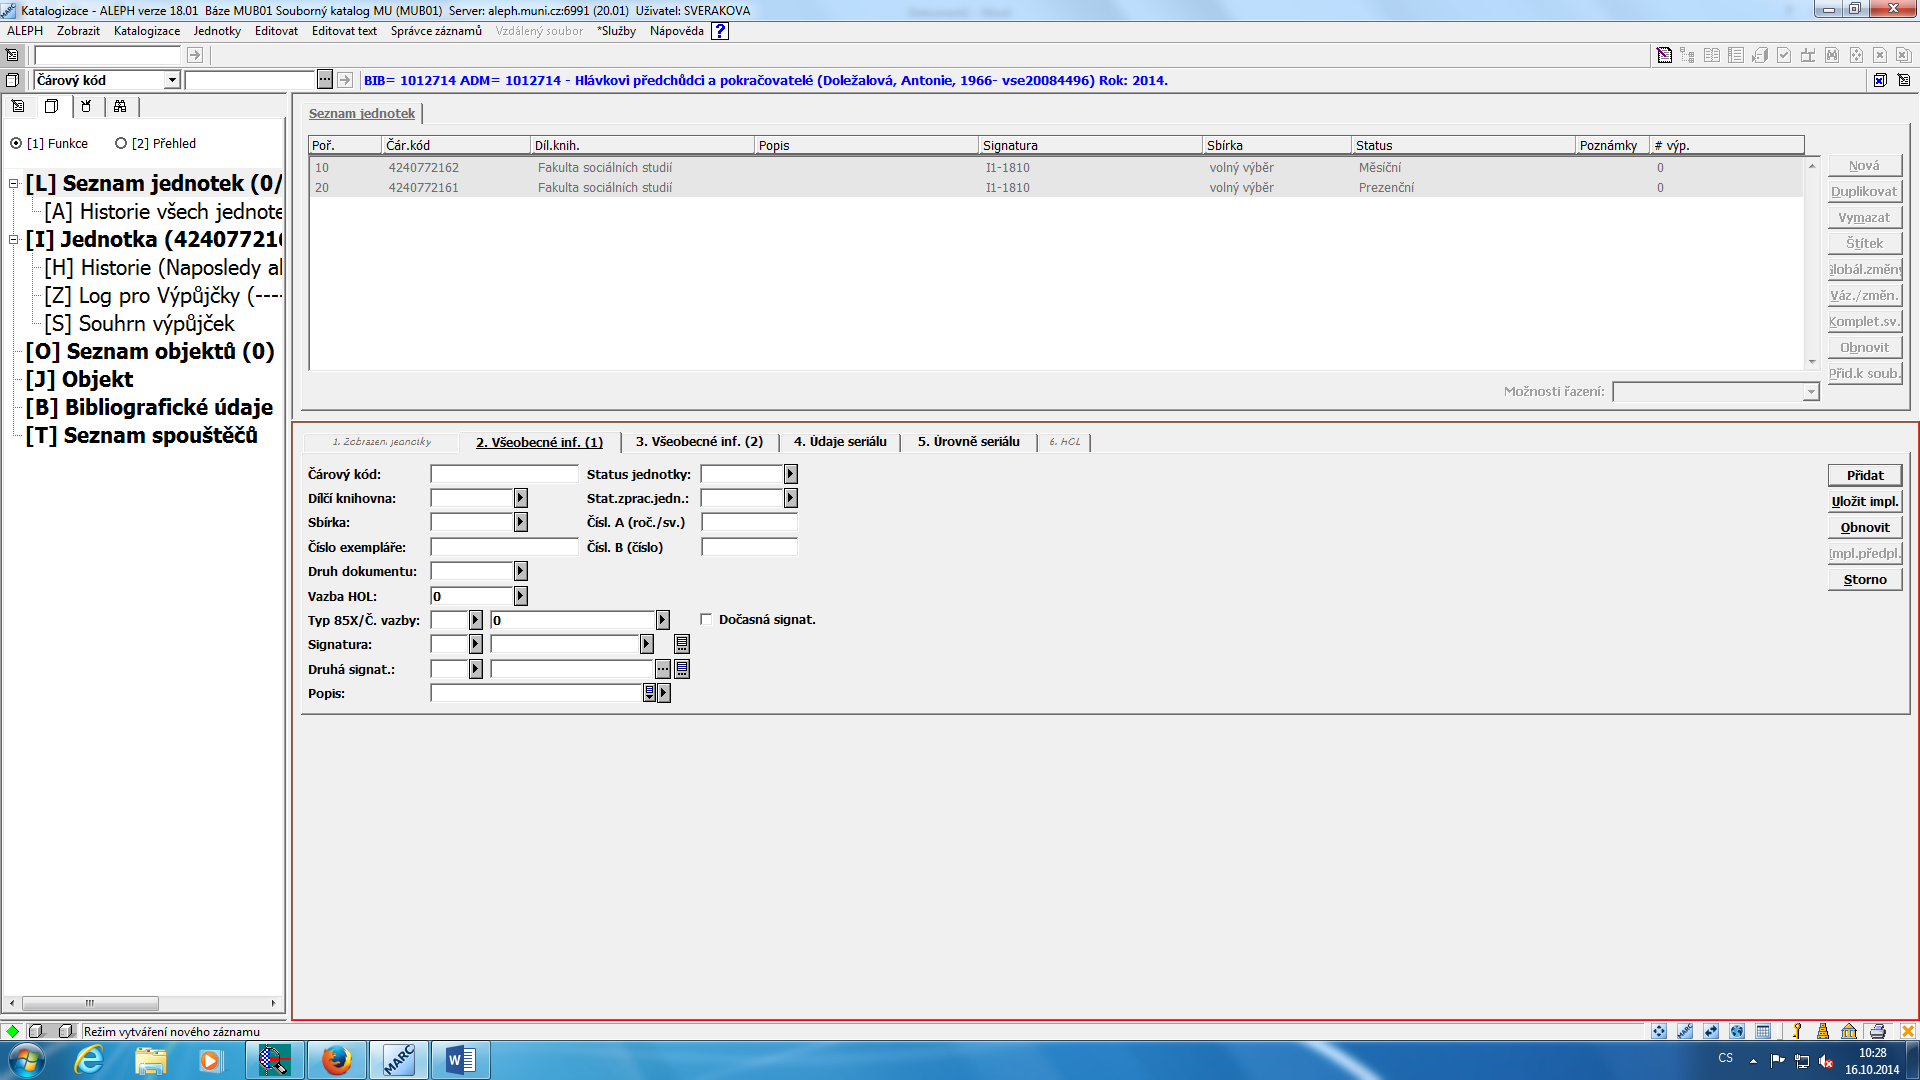 Katalogizace - ALEPH verze 18.01  Báze MUB01 Souborný katalog MU (MUB01)  Server: aleph.muni.cz:6991 (20.01)  Uživatel: SVERAKOVA
ALEPH Zobrazit Katalogizace Jednotky Editovat Editovat text Správce záznamů Vzdálený soubor *Služby Nápověda ?
Čárový kód
BIB= 1012714 ADM= 1012714 - Hlávkovi předchůdci a pokračovatelé (Doležalová, Antonie, 1966- vse20084496) Rok: 2014.
[1] Funkce [2] Přehled
[L] Seznam jednotek (0/
[A] Historie všech jednote
[I] Jednotka (424077216
[H] Historie (Naposledy al
[Z] Log pro Výpůjčky (----
[S] Souhrn výpůjček
[O] Seznam objektů (0)
[J] Objekt
[B] Bibliografické údaje
[T] Seznam spouštěčů
Seznam jednotek
Poř. Čár.kód Díl.knih. Popis Signatura Sbírka Status Poznámky # výp.
10 4240772162 Fakulta sociálních studií I1-1810 volný výběr Měsíční 0
20 4240772161 Fakulta sociálních studií I1-1810 volný výběr Prezenční 0
Nová
Duplikovat
Vymazat
Štítek
Globál.změny
Váz./změn.
Komplet.sv.
Obnovit
Přid.k soub.
Možnosti řazení:
1. Zobrazení jednotky 2. Všeobecné inf. (1) 3. Všeobecné inf. (2) 4. Údaje seriálu 5. Úrovně seriálu 6. HOL
Čárový kód: Status jednotky:
Dílčí knihovna: Stat.zprac.jedn.:
Sbírka: Čísl. A (roč./sv.)
Číslo exempláře: Čísl. B (číslo)
Druh dokumentu:
Vazba HOL: 0
Typ 85X/Č. vazby: 0 Dočasná signat.
Signatura:
Druhá signat.:
Popis:
Přidat
Uložit impl.
Obnovit
Impl.předpl.
Storno
Režim vytváření nového záznamu
MARC
CS
10:28
16.10.2014